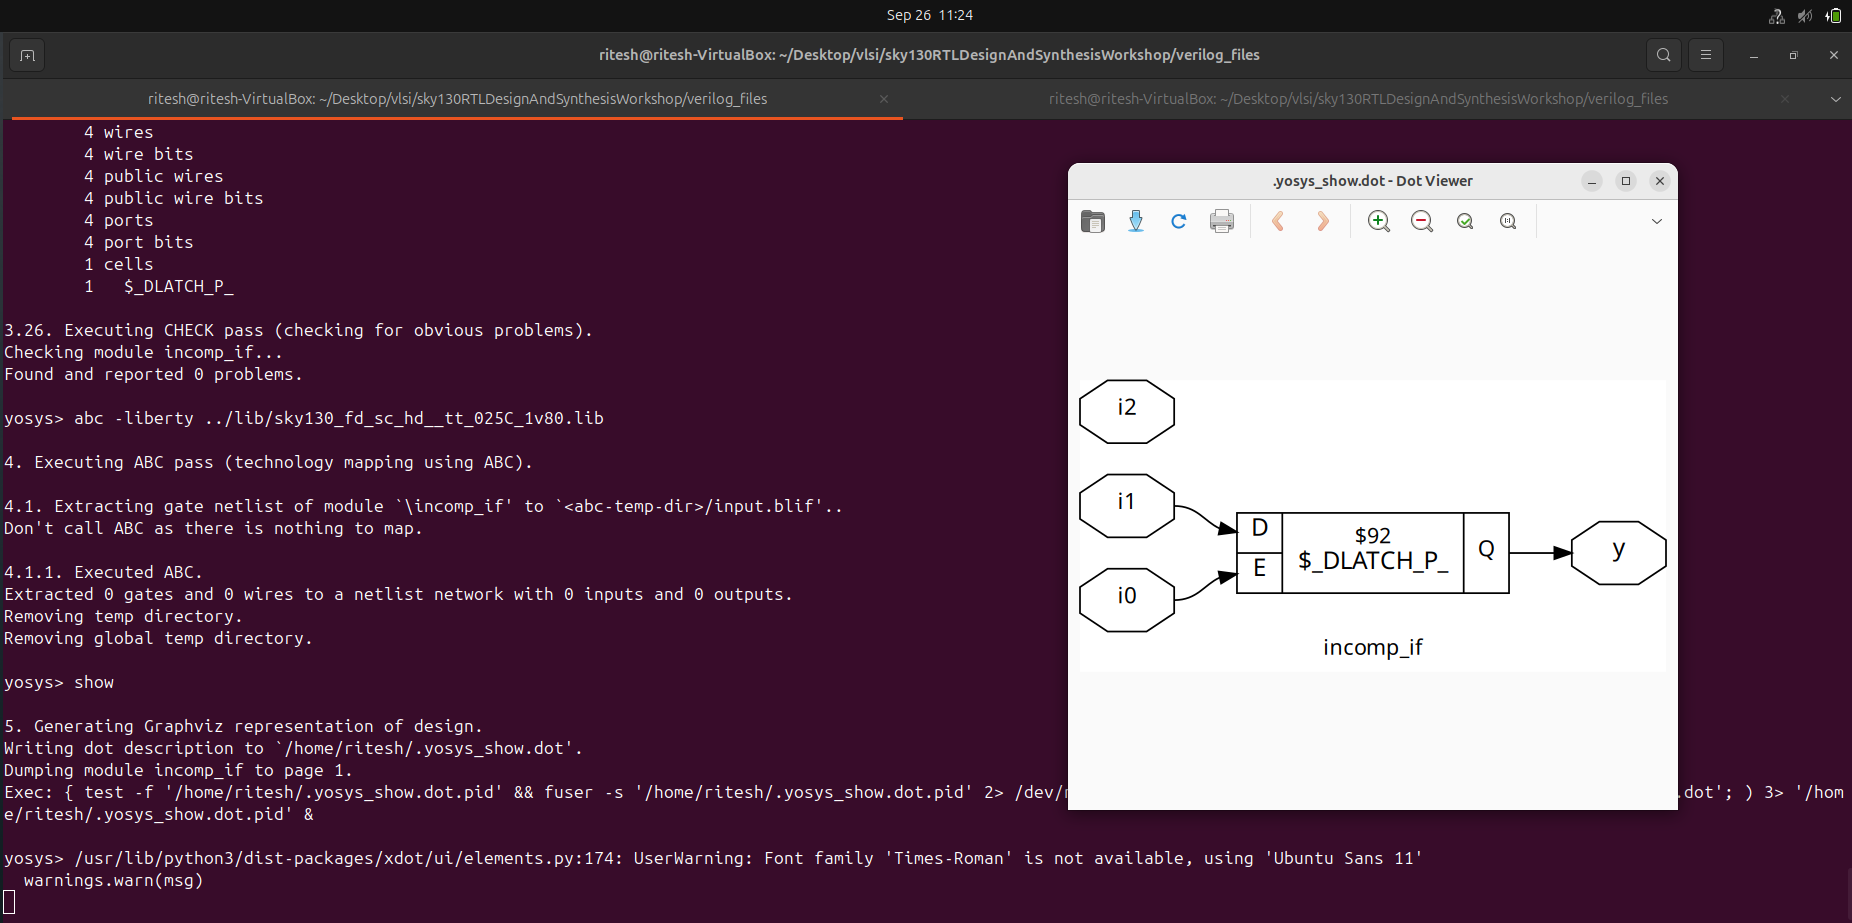 Sep 26 11:24
ritesh@ritesh-VirtualBox: ~/Desktop/vlsi/sky130RTLDesignAndSynthesisWorkshop/verilog_files
ritesh@ritesh-VirtualBox: ~/Desktop/vlsi/sky130RTLDesignAndSynthesisWorkshop/verilog_files
ritesh@ritesh-VirtualBox: ~/Desktop/vlsi/sky130RTLDesignAndSynthesisWorkshop/verilog_files
4 wires
4 wire bits
4 public wires
4 public wire bits
4 ports
4 port bits
1 cells
1 $_DLATCH_P_
3.26. Executing CHECK pass (checking for obvious problems).
Checking module incomp_if...
Found and reported 0 problems.
yosys> abc -liberty ../lib/sky130_fd_sc_hd__tt_025C_1v80.lib
4. Executing ABC pass (technology mapping using ABC).
4.1. Extracting gate netlist of module `\incomp_if' to `<abc-temp-dir>/input.blif'..
Don't call ABC as there is nothing to map.
4.1.1. Executed ABC.
Extracted 0 gates and 0 wires to a netlist network with 0 inputs and 0 outputs.
Removing temp directory.
Removing global temp directory.
yosys> show
5. Generating Graphviz representation of design.
Writing dot description to `/home/ritesh/.yosys_show.dot'.
Dumping module incomp_if to page 1.
Exec: { test -f '/home/ritesh/.yosys_show.dot.pid' && fuser -s '/home/ritesh/.yosys_show.dot.pid' 2> /dev/ .dot'; ) 3> '/hom
e/ritesh/.yosys_show.dot.pid' &
yosys> /usr/lib/python3/dist-packages/xdot/ui/elements.py:174: UserWarning: Font family 'Times-Roman' is not available, using 'Ubuntu Sans 11'
warnings.warn(msg)
.yosys_show.dot - Dot Viewer
i2
i1
i0
D
E
$92
$_DLATCH_P_
Q
y
incomp_if